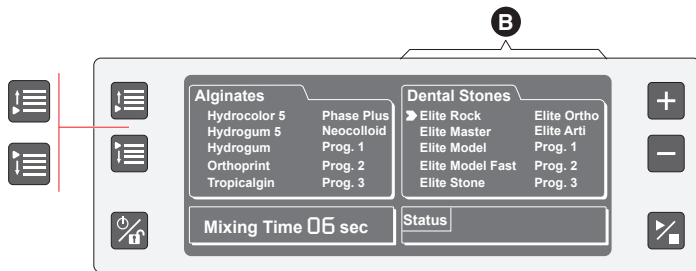 B
Alginates
Hydrocolor 5 Phase Plus
Hydrogum 5 Neocolloid
Hydrogum Prog. 1
Orthoprint Prog. 2
Tropicalgin Prog. 3
Dental Stones
Elite Rock Elite Ortho
Elite Master Elite Arti
Elite Model Prog. 1
Elite Model Fast Prog. 2
Elite Stone Prog. 3
Mixing Time 06 sec
Status